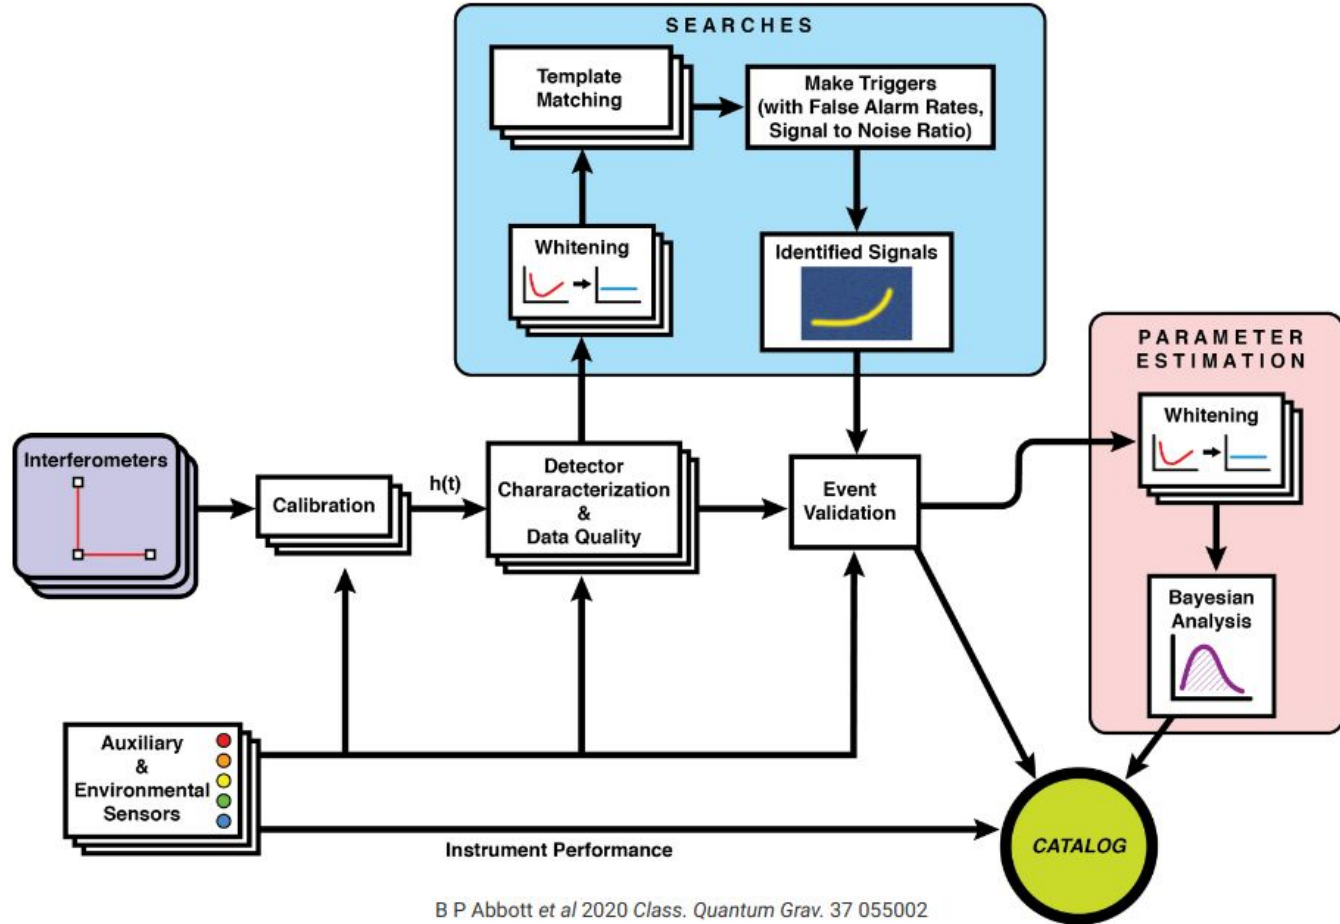 SEARCHES
Template
Matching
Make Triggers
(with False Alarm Rates,
Signal to Noise Ratio)
Whitening
Identified Signals
PARAMETER
ESTIMATION
Whitening
Interferometers
Calibration
h(t)
Detector
Chararacterization
&
Data Quality
Event
Validation
Bayesian
Analysis
Auxiliary
&
Environmental
Sensors
Instrument Performance
CATALOG
B P Abbott et al 2020 Class. Quantum Grav. 37 055002